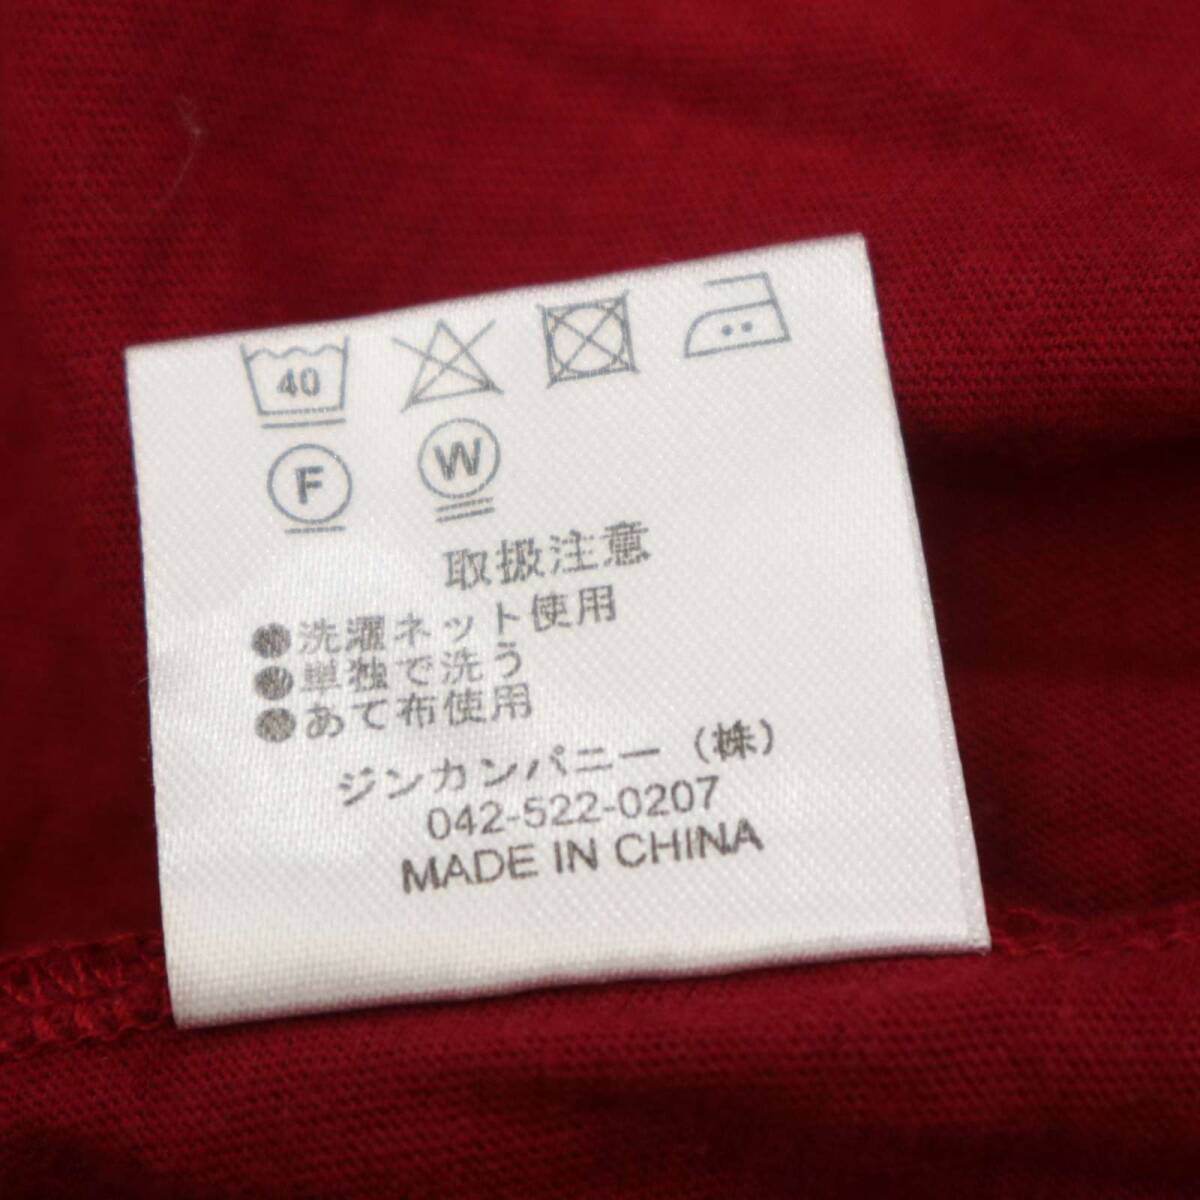 40
F W
取扱注意
●洗濯ネット使用
●単独で洗う
●あて布使用
ジンカンパニー（株）
042-522-0207
MADE IN CHINA